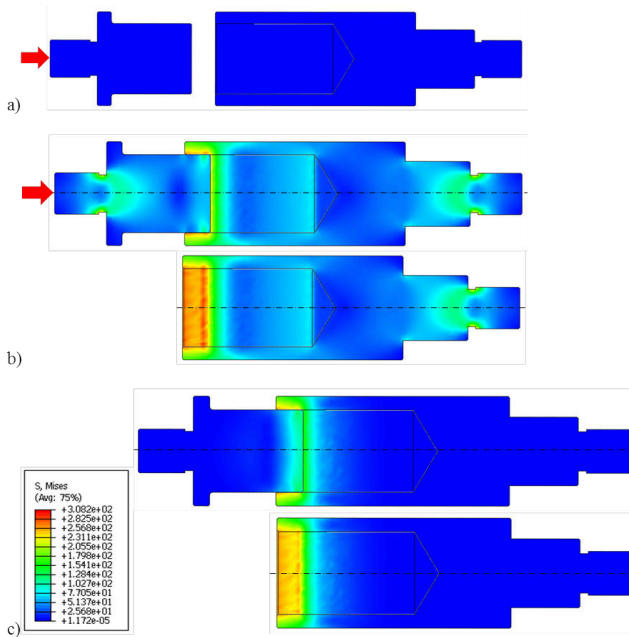 a)
b)
S, Mises
(Avg: 75%)
+3.082e+02
+2.825e+02
+2.568e+02
+2.311e+02
+2.055e+02
+1.798e+02
+1.541e+02
+1.284e+02
+1.027e+02
+7.705e+01
+5.137e+01
+2.568e+01
+1.172e-05
c)